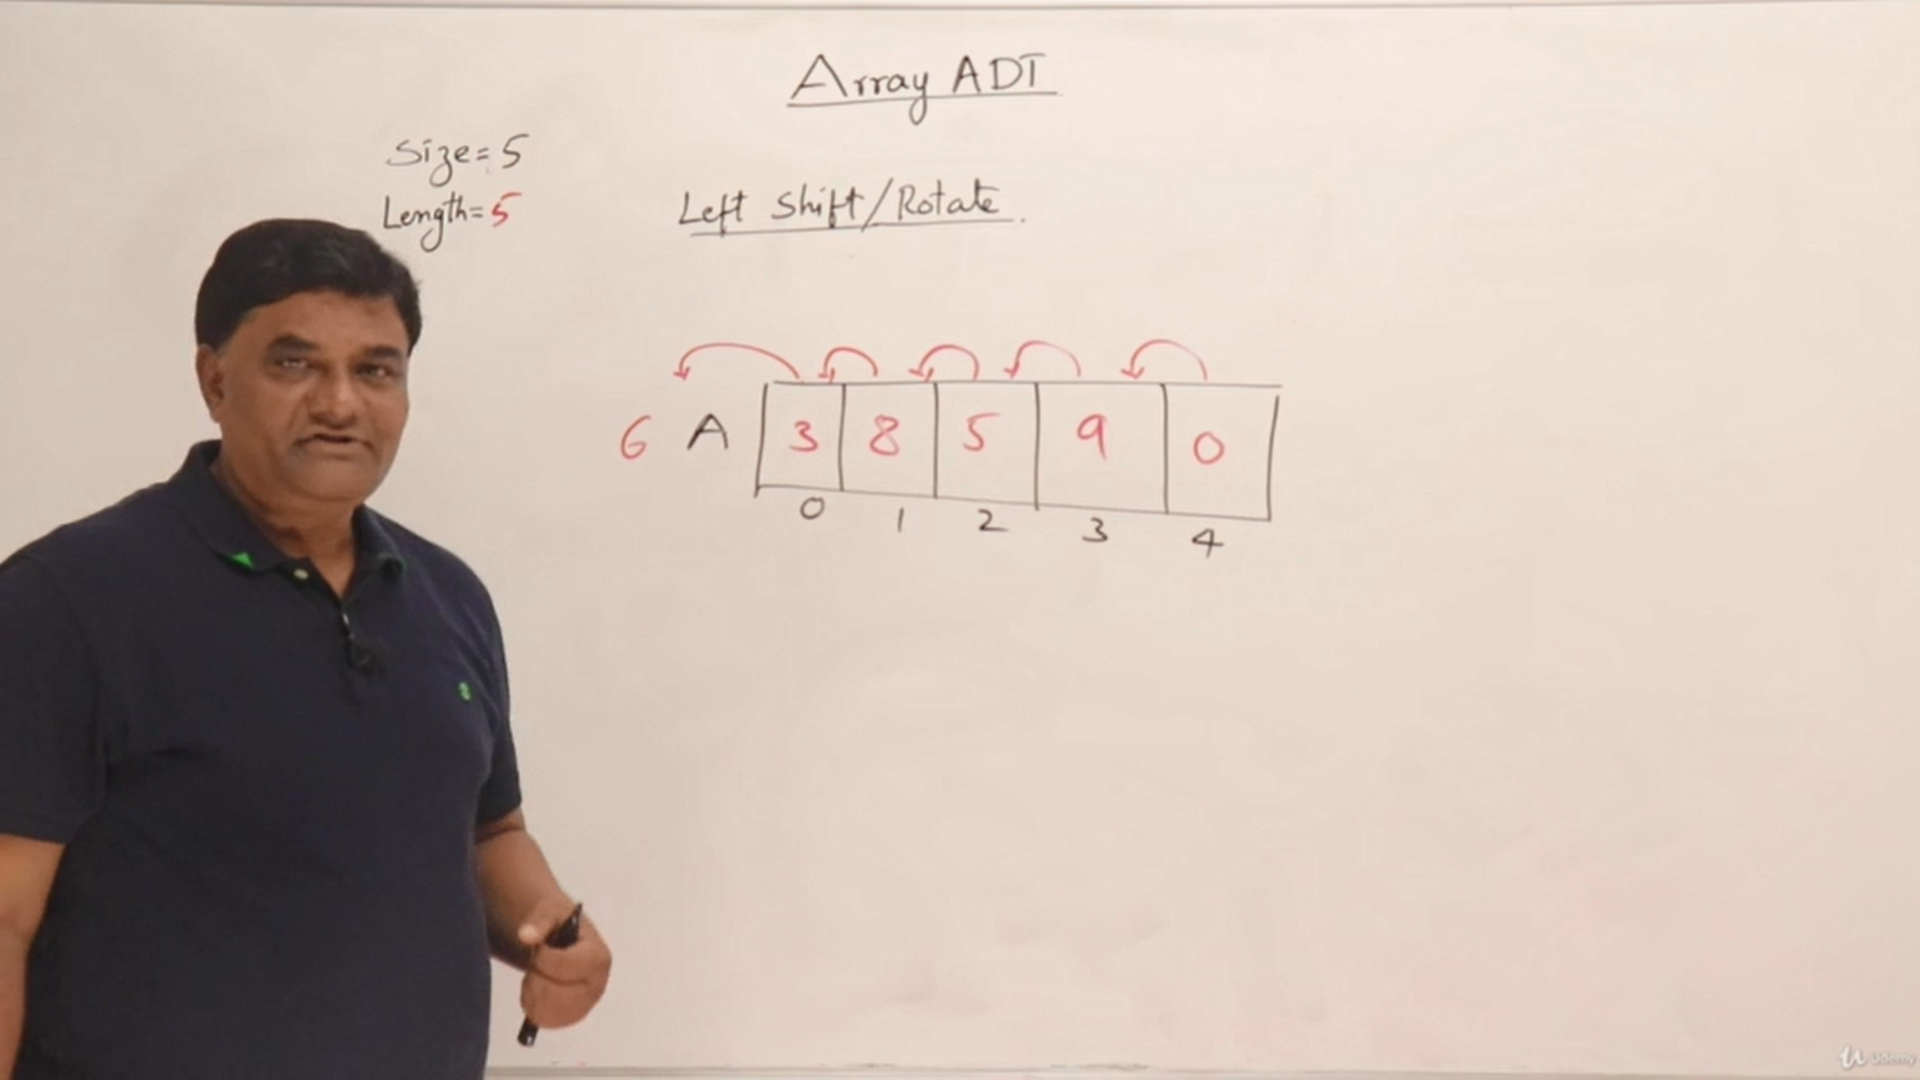 Array ADT
Size=5
Length=5
Left Shift/Rotate.
6 A 3 8 5 9 0
0 1 2 3 4
Udemy